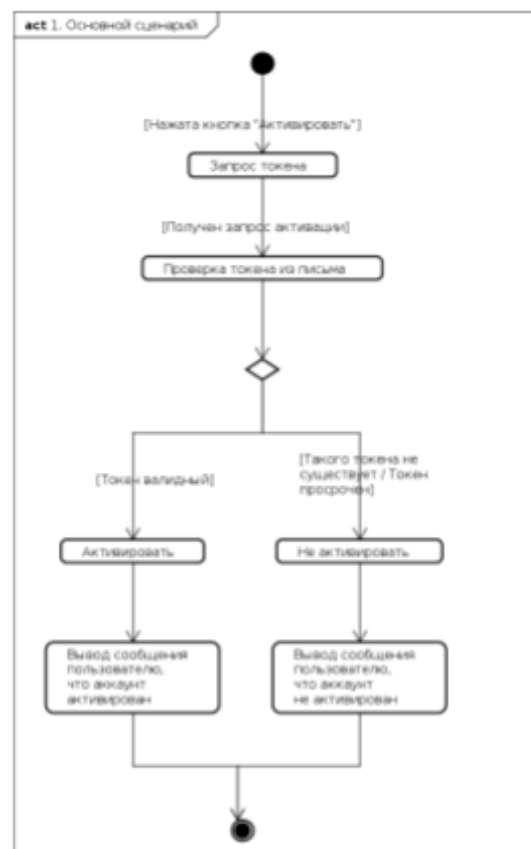 act 1. Основной сценарий
[Нажата кнопка "Активировать"]
Запрос токена
[Получен запрос активации]
Проверка токена из письма
[Токен валидный]
[Такого токена не
существует / Токен
просрочен]
Активировать
Не активировать
Вывод сообщения
пользователю,
что аккаунт
активирован
Вывод сообщения
пользователю,
что аккаунт
не активирован